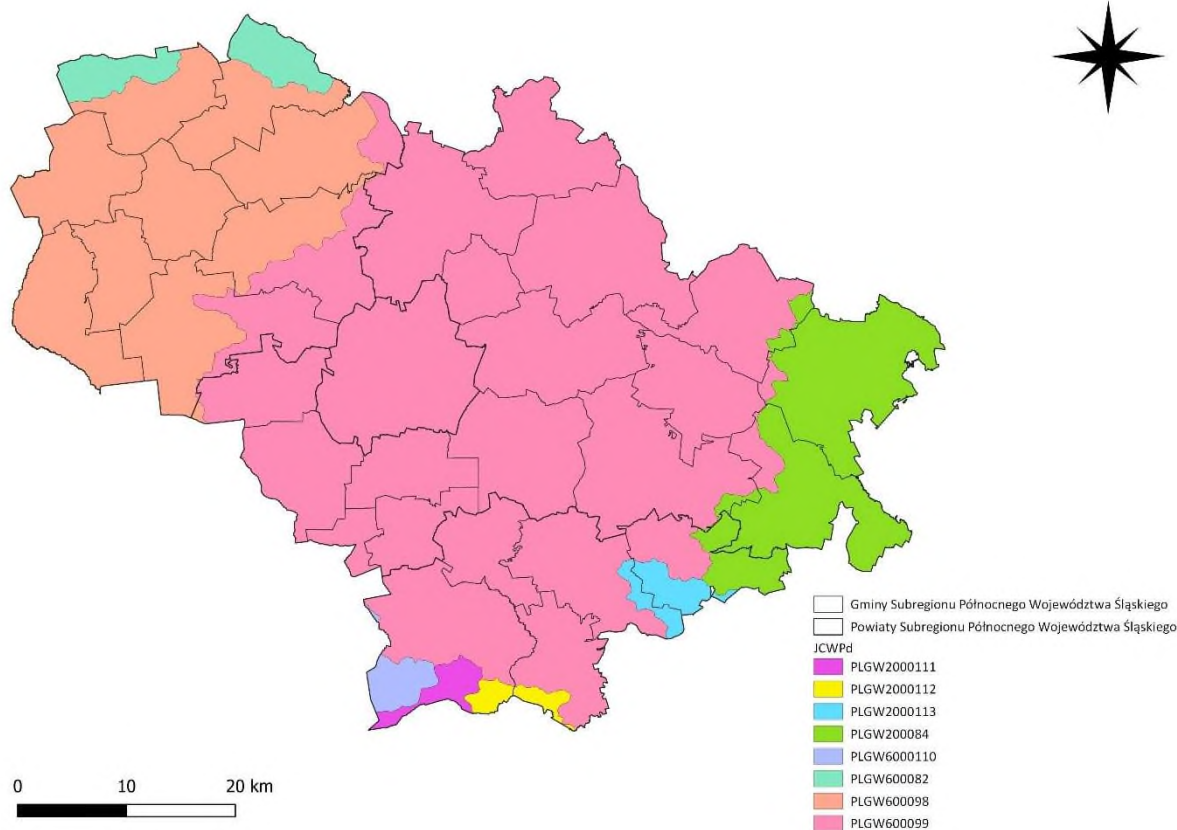 Gminy Subregionu Północnego Województwa Śląskiego
Powiaty Subregionu Północnego Województwa Śląskiego
JCWPd
PLGW2000111
PLGW2000112
PLGW2000113
PLGW200084
PLGW6000110
PLGW600082
PLGW600098
PLGW600099
0 10 20 km